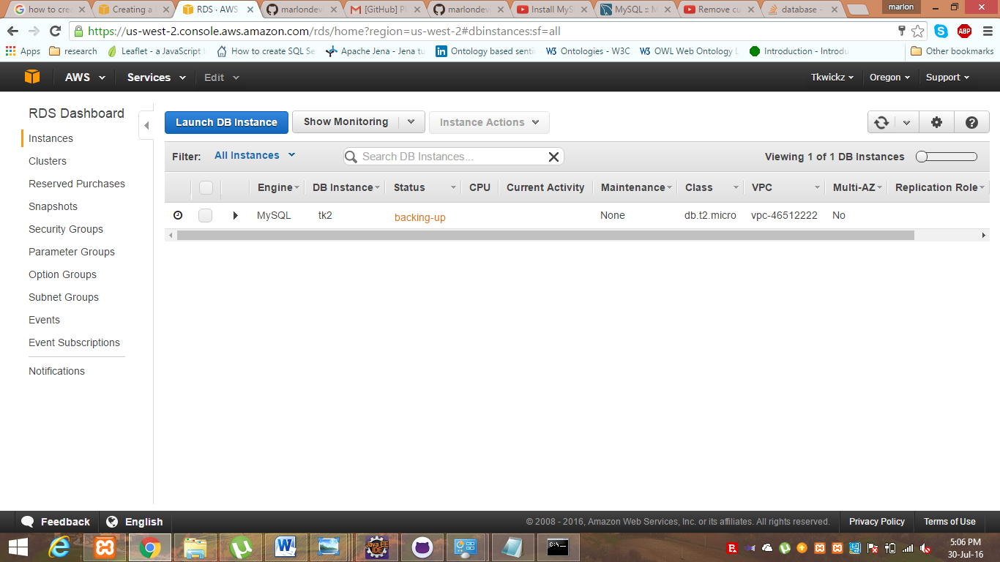 how to crea
Creating a
RDS · AWS
marlondev
[GitHub] Pl
marlondev
Install MyS
MySQL :: M
Remove cu
database -
marlon
https://us-west-2.console.aws.amazon.com/rds/home?region=us-west-2#dbinstances:sf=all
ABP
Apps
research
Leaflet - a JavaScript
How to create SQL Se
Apache Jena - Jena tu
Ontology based senti
W3 Ontologies - W3C
W3 OWL Web Ontology L
Introduction - Introdu
Other bookmarks
AWS
Services
Edit
Tkwickz
Oregon
Support
RDS Dashboard
Instances
Clusters
Reserved Purchases
Snapshots
Security Groups
Parameter Groups
Option Groups
Subnet Groups
Events
Event Subscriptions
Notifications
Launch DB Instance
Show Monitoring
Instance Actions
Filter: All Instances
Search DB Instances...
Viewing 1 of 1 DB Instances
Engine DB Instance Status CPU Current Activity Maintenance Class VPC Multi-AZ Replication Role
MySQL tk2 backing-up None db.t2.micro vpc-46512222 No
Feedback
English
© 2008 - 2016, Amazon Web Services, Inc. or its affiliates. All rights reserved.
Privacy Policy
Terms of Use
Java EE
IDE
5:06 PM
30-Jul-16